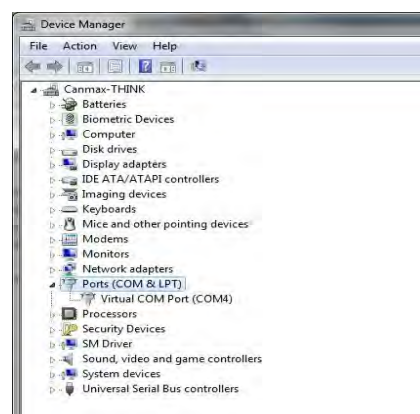 Device Manager
File Action View Help
Canmax-THINK
Batteries
Biometric Devices
Computer
Disk drives
Display adapters
IDE ATA/ATAPI controllers
Imaging devices
Keyboards
Mice and other pointing devices
Modems
Monitors
Network adapters
Ports (COM & LPT)
Virtual COM Port (COM4)
Processors
Security Devices
SM Driver
Sound, video and game controllers
System devices
Universal Serial Bus controllers